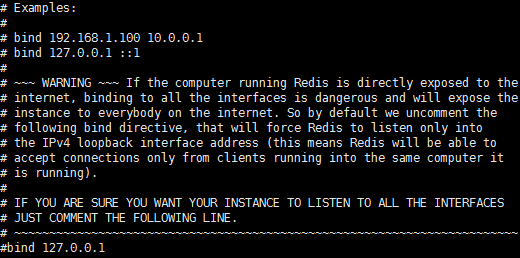 # Examples:
#
# bind 192.168.1.100 10.0.0.1
# bind 127.0.0.1 ::1
#
# ~~~ WARNING ~~~ If the computer running Redis is directly exposed to the
# internet, binding to all the interfaces is dangerous and will expose the
# instance to everybody on the internet. So by default we uncomment the
# following bind directive, that will force Redis to listen only into
# the IPv4 loopback interface address (this means Redis will be able to
# accept connections only from clients running into the same computer it
# is running).
#
# IF YOU ARE SURE YOU WANT YOUR INSTANCE TO LISTEN TO ALL THE INTERFACES
# JUST COMMENT THE FOLLOWING LINE.
# ~~~~~~~~~~~~~~~~~~~~~~~~~~~~~~~~~~~~~~~~~~~~~~~~~~~~~~~~~~~~~~~~~~~~~~~~
#bind 127.0.0.1